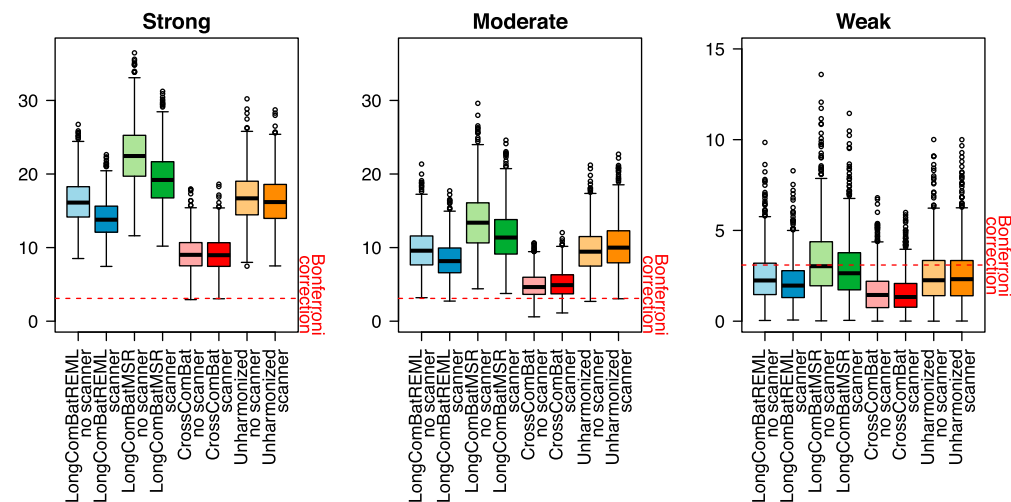 Strong
30
20
10
0
Bonferroni
correction
LongComBatREML
no scanner
LongComBatREML
scanner
LongComBatMSR
no scanner
LongComBatMSR
scanner
CrossComBat
no scanner
CrossComBat
scanner
Unharmonized
no scanner
Unharmonized
scanner
Moderate
30
20
10
0
Bonferroni
correction
LongComBatREML
no scanner
LongComBatREML
scanner
LongComBatMSR
no scanner
LongComBatMSR
scanner
CrossComBat
no scanner
CrossComBat
scanner
Unharmonized
no scanner
Unharmonized
scanner
Weak
15
10
5
0
Bonferroni
correction
LongComBatREML
no scanner
LongComBatREML
scanner
LongComBatMSR
no scanner
LongComBatMSR
scanner
CrossComBat
no scanner
CrossComBat
scanner
Unharmonized
no scanner
Unharmonized
scanner